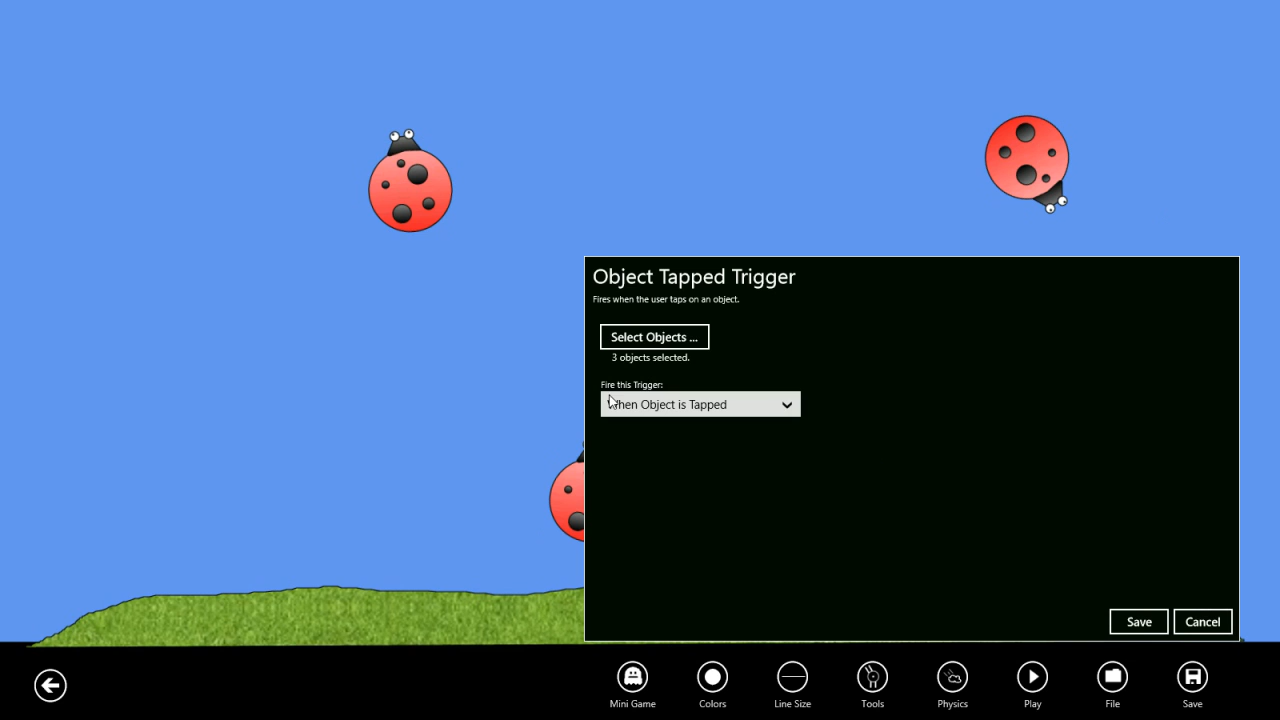 Object Tapped Trigger
Fires when the user taps on an object.
Select Objects ...
3 objects selected.
Fire this Trigger:
When Object is Tapped
Save
Cancel
Mini Game
Colors
Line Size
Tools
Physics
Play
File
Save